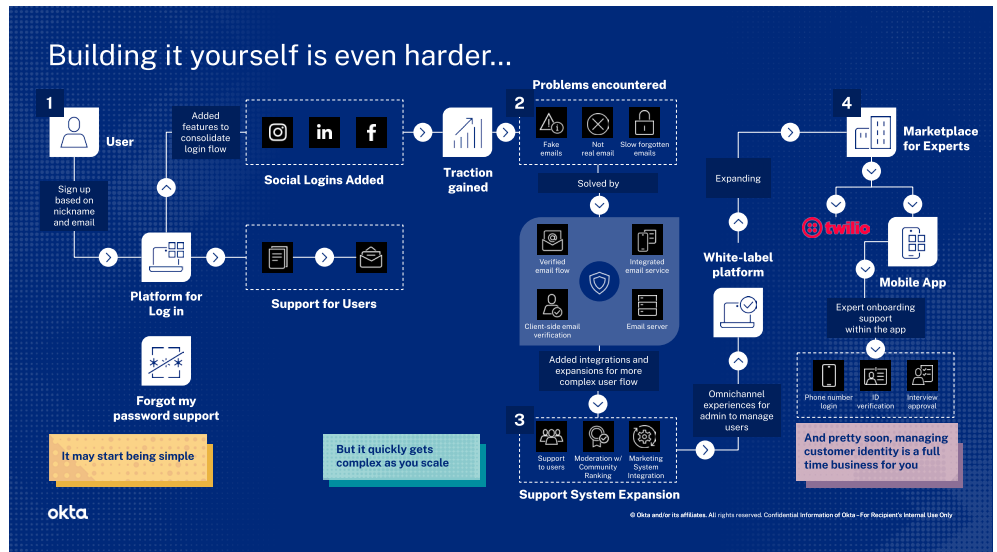 Building it yourself is even harder...
1
User
Sign up
based on
nickname
and email
Platform for
Log in
Forgot my
password support
Added
features to
consolidate
login flow
Social Logins Added
Support for Users
Traction
gained
Problems encountered
2
Fake
emails
Not
real email
Slow forgotten
emails
Solved by
Verified
email flow
Integrated
email service
Client-side email
verification
Email server
Added integrations and
expansions for more
complex user flow
3
Support
to users
Moderation w/
Community
Ranking
Marketing
System
Integration
Support System Expansion
Omnichannel
experiences for
admin to manage
users
White-label
platform
Expanding
4
Marketplace
for Experts
twilio
Mobile App
Expert onboarding
support
within the app
Phone number
login
ID
verification
Interview
approval
It may start being simple
But it quickly gets
complex as you scale
And pretty soon, managing
customer identity is a full
time business for you
okta
© Okta and/or its affiliates. All rights reserved. Confidential Information of Okta – For Recipient's Internal Use Only